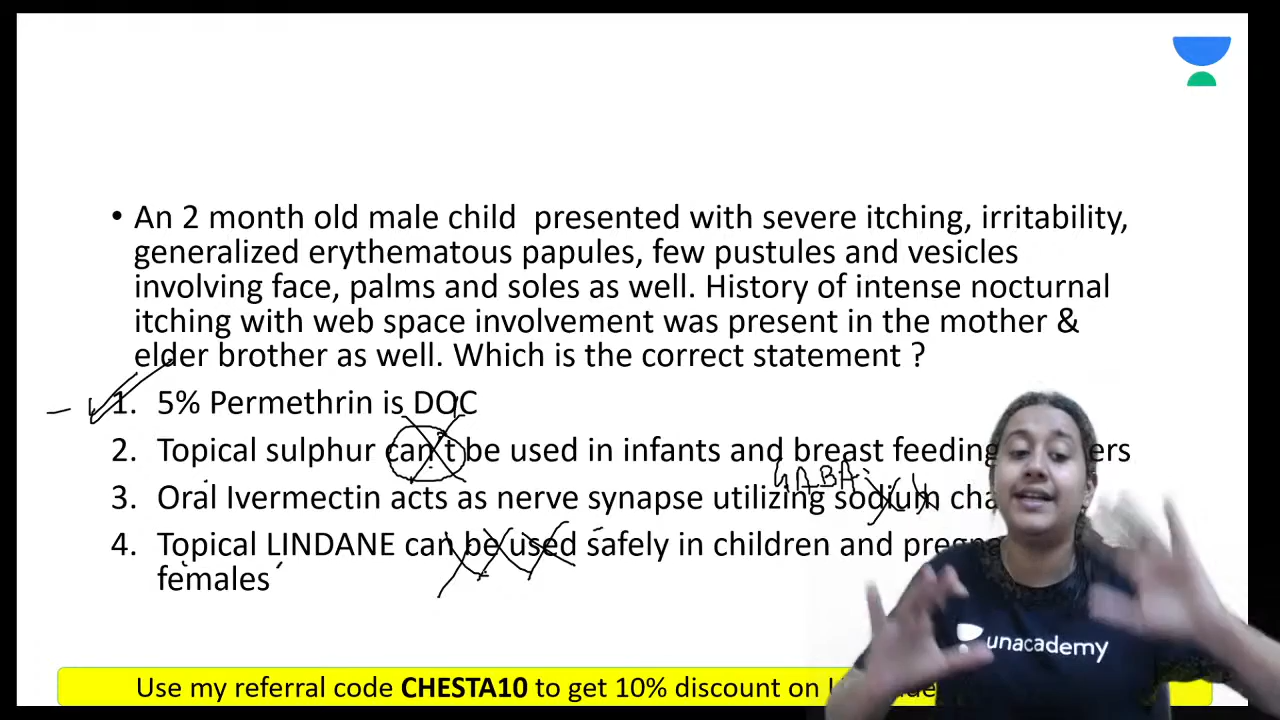 • An 2 month old male child presented with severe itching, irritability,
generalized erythematous papules, few pustules and vesicles
involving face, palms and soles as well. History of intense nocturnal
itching with web space involvement was present in the mother &
elder brother as well. Which is the correct statement ?
1. 5% Permethrin is DOC
2. Topical sulphur can't be used in infants and breast feeding ers
GABA
3. Oral Ivermectin acts as nerve synapse utilizing sodium cha
4. Topical LINDANE can be used safely in children and pregn
females
unacademy
Use my referral code CHESTA10 to get 10% discount on